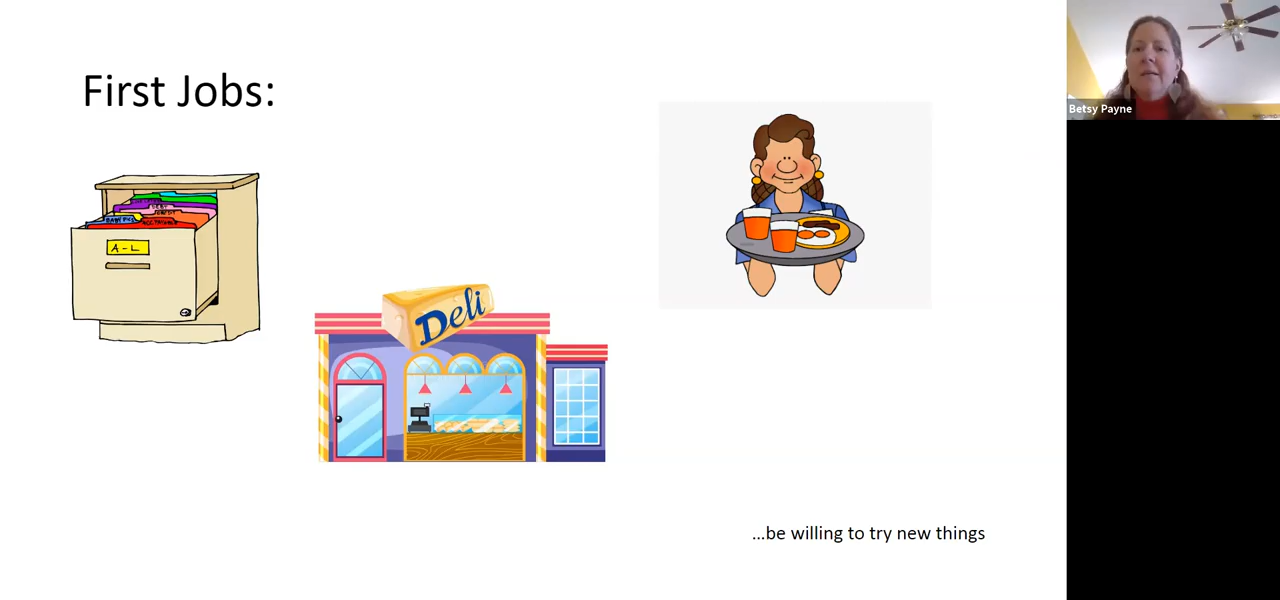 First Jobs:
Betsy Payne
A-L
Deli
...be willing to try new things